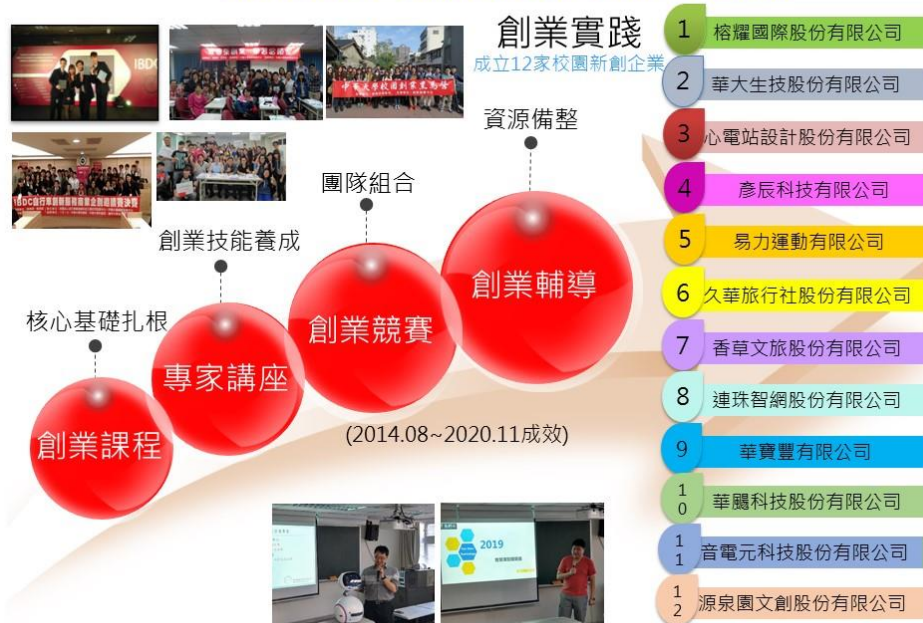 創業實踐
成立12家校園新創企業
資源備整
團隊組合
創業技能養成
核心基礎扎根
創業輔導
創業競賽
專家講座
創業課程
(2014.08~2020.11成效)
1 榕耀國際股份有限公司
2 華大生技股份有限公司
3 心電站設計股份有限公司
4 彥辰科技有限公司
5 易力運動有限公司
6 久華旅行社股份有限公司
7 香草文旅股份有限公司
8 連珠智網股份有限公司
9 華寶豐有限公司
10 華颺科技股份有限公司
11 音電元科技股份有限公司
12 源泉園文創股份有限公司
IBDC
中華大學校園創業
2019